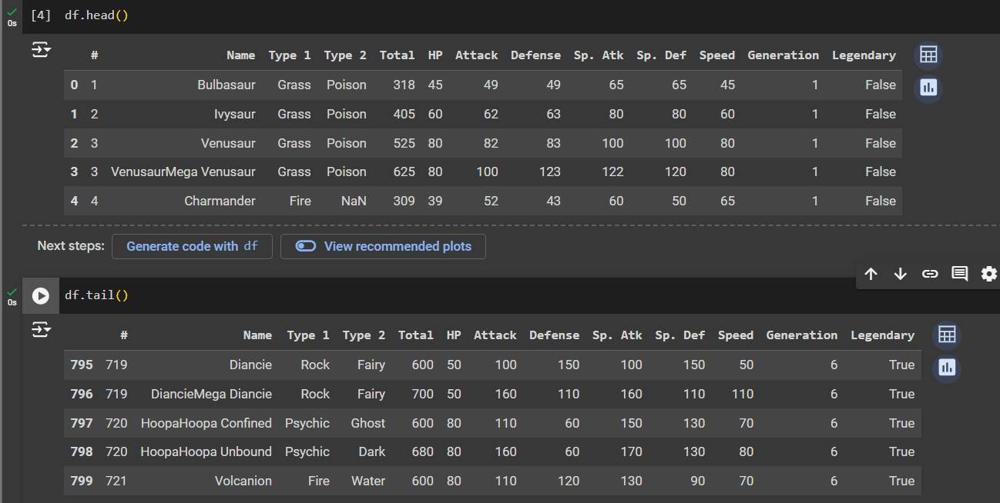 0s [4] df.head()
# Name Type 1 Type 2 Total HP Attack Defense Sp. Atk Sp. Def Speed Generation Legendary
0 1 Bulbasaur Grass Poison 318 45 49 49 65 65 45 1 False
1 2 Ivysaur Grass Poison 405 60 62 63 80 80 60 1 False
2 3 Venusaur Grass Poison 525 80 82 83 100 100 80 1 False
3 3 VenusaurMega Venusaur Grass Poison 625 80 100 123 122 120 80 1 False
4 4 Charmander Fire NaN 309 39 52 43 60 50 65 1 False
Next steps: Generate code with df View recommended plots
0s df.tail()
# Name Type 1 Type 2 Total HP Attack Defense Sp. Atk Sp. Def Speed Generation Legendary
795 719 Diancie Rock Fairy 600 50 100 150 100 150 50 6 True
796 719 DiancieMega Diancie Rock Fairy 700 50 160 110 160 110 110 6 True
797 720 HoopaHoopa Confined Psychic Ghost 600 80 110 60 150 130 70 6 True
798 720 HoopaHoopa Unbound Psychic Dark 680 80 160 60 170 130 80 6 True
799 721 Volcanion Fire Water 600 80 110 120 130 90 70 6 True